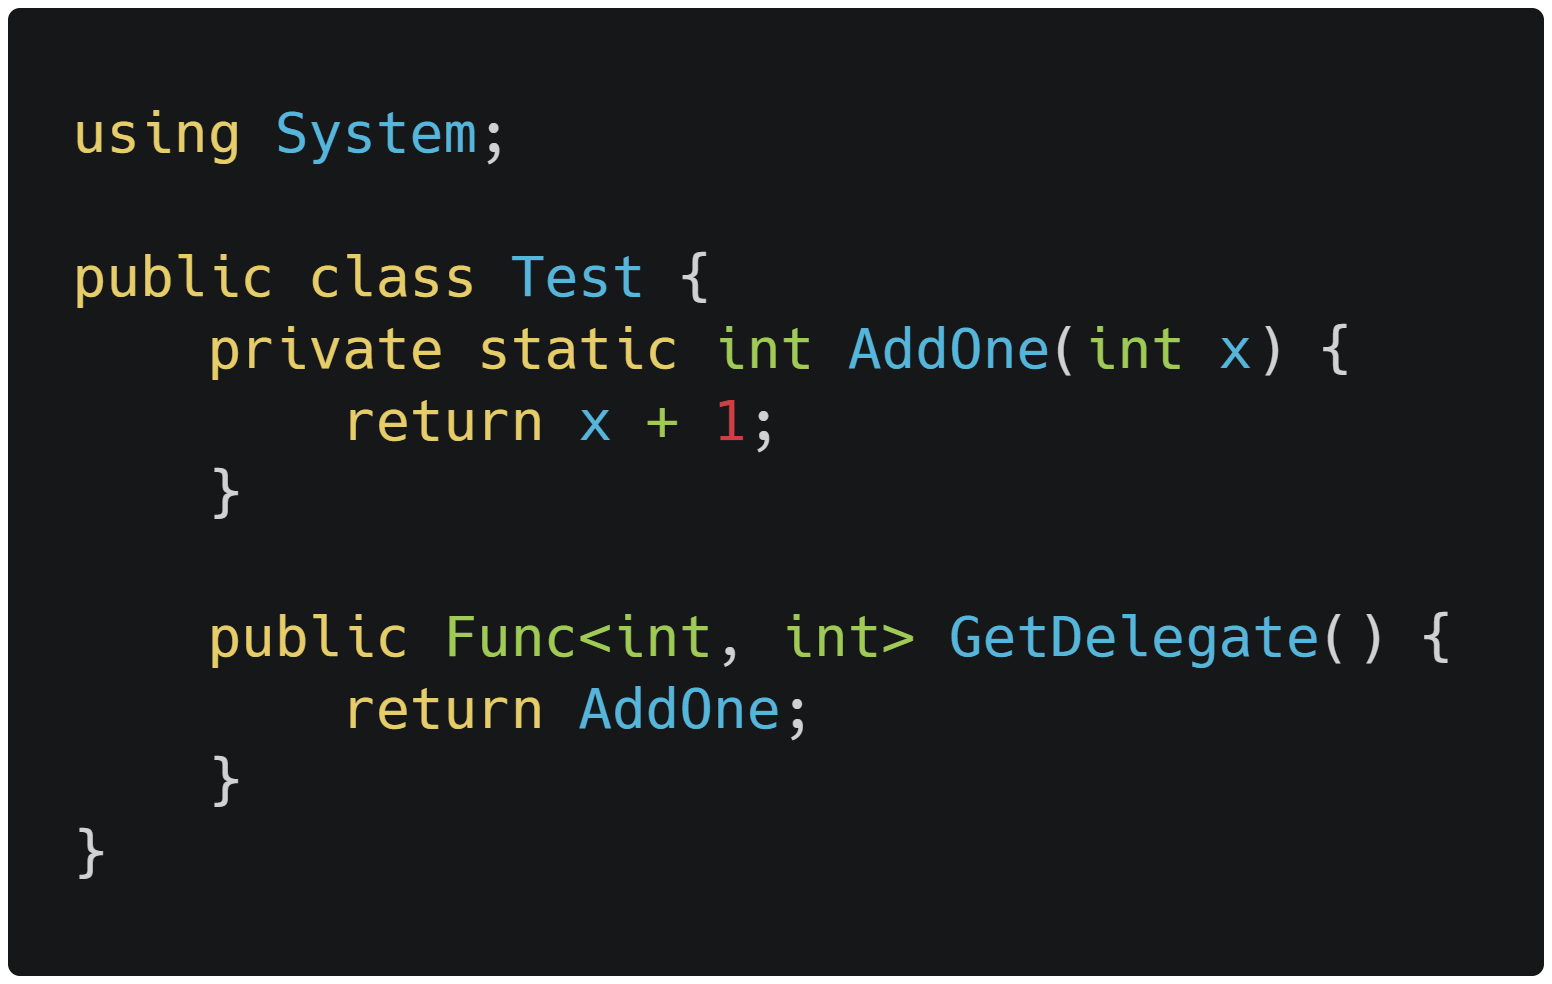 using System;

public class Test {
    private static int AddOne(int x) {
        return x + 1;
    }

    public Func<int, int> GetDelegate() {
        return AddOne;
    }
}